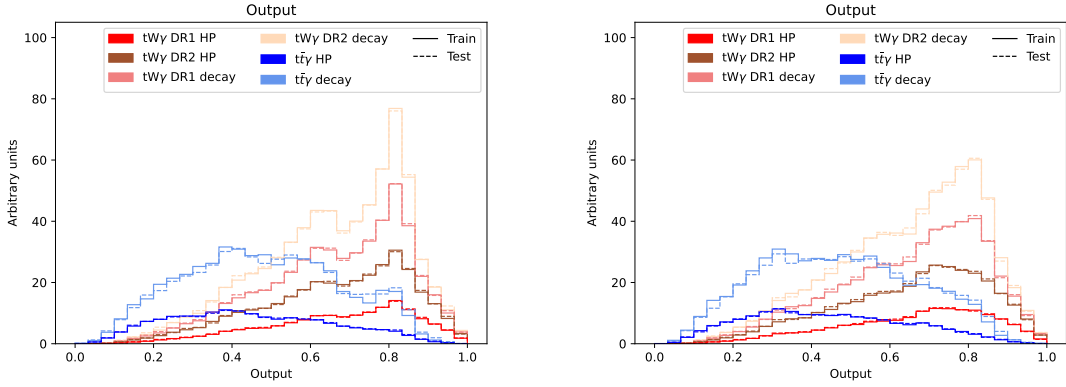 Output
tWγ DR1 HP
tWγ DR2 HP
tWγ DR1 decay
tWγ DR2 decay
tt̄γ HP
tt̄γ decay
Train
Test
Arbitrary units
100
80
60
40
20
0
0.0 0.2 0.4 0.6 0.8 1.0
Output
Output
tWγ DR1 HP
tWγ DR2 HP
tWγ DR1 decay
tWγ DR2 decay
tt̄γ HP
tt̄γ decay
Train
Test
Arbitrary units
100
80
60
40
20
0
0.0 0.2 0.4 0.6 0.8 1.0
Output